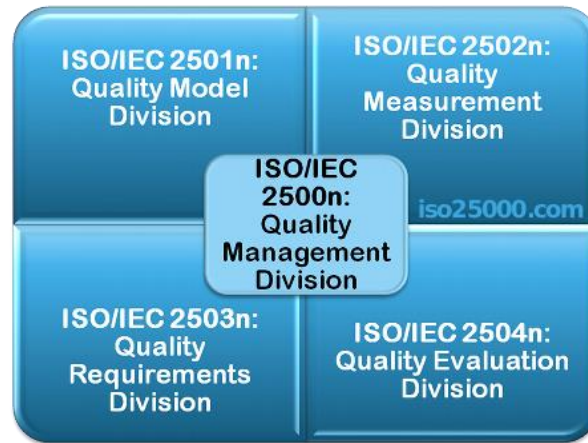 ISO/IEC 2501n:
Quality Model
Division
ISO/IEC 2502n:
Quality
Measurement
Division
ISO/IEC
2500n:
Quality
Management
Division
iso25000.com
ISO/IEC 2503n:
Quality
Requirements
Division
ISO/IEC 2504n:
Quality Evaluation
Division